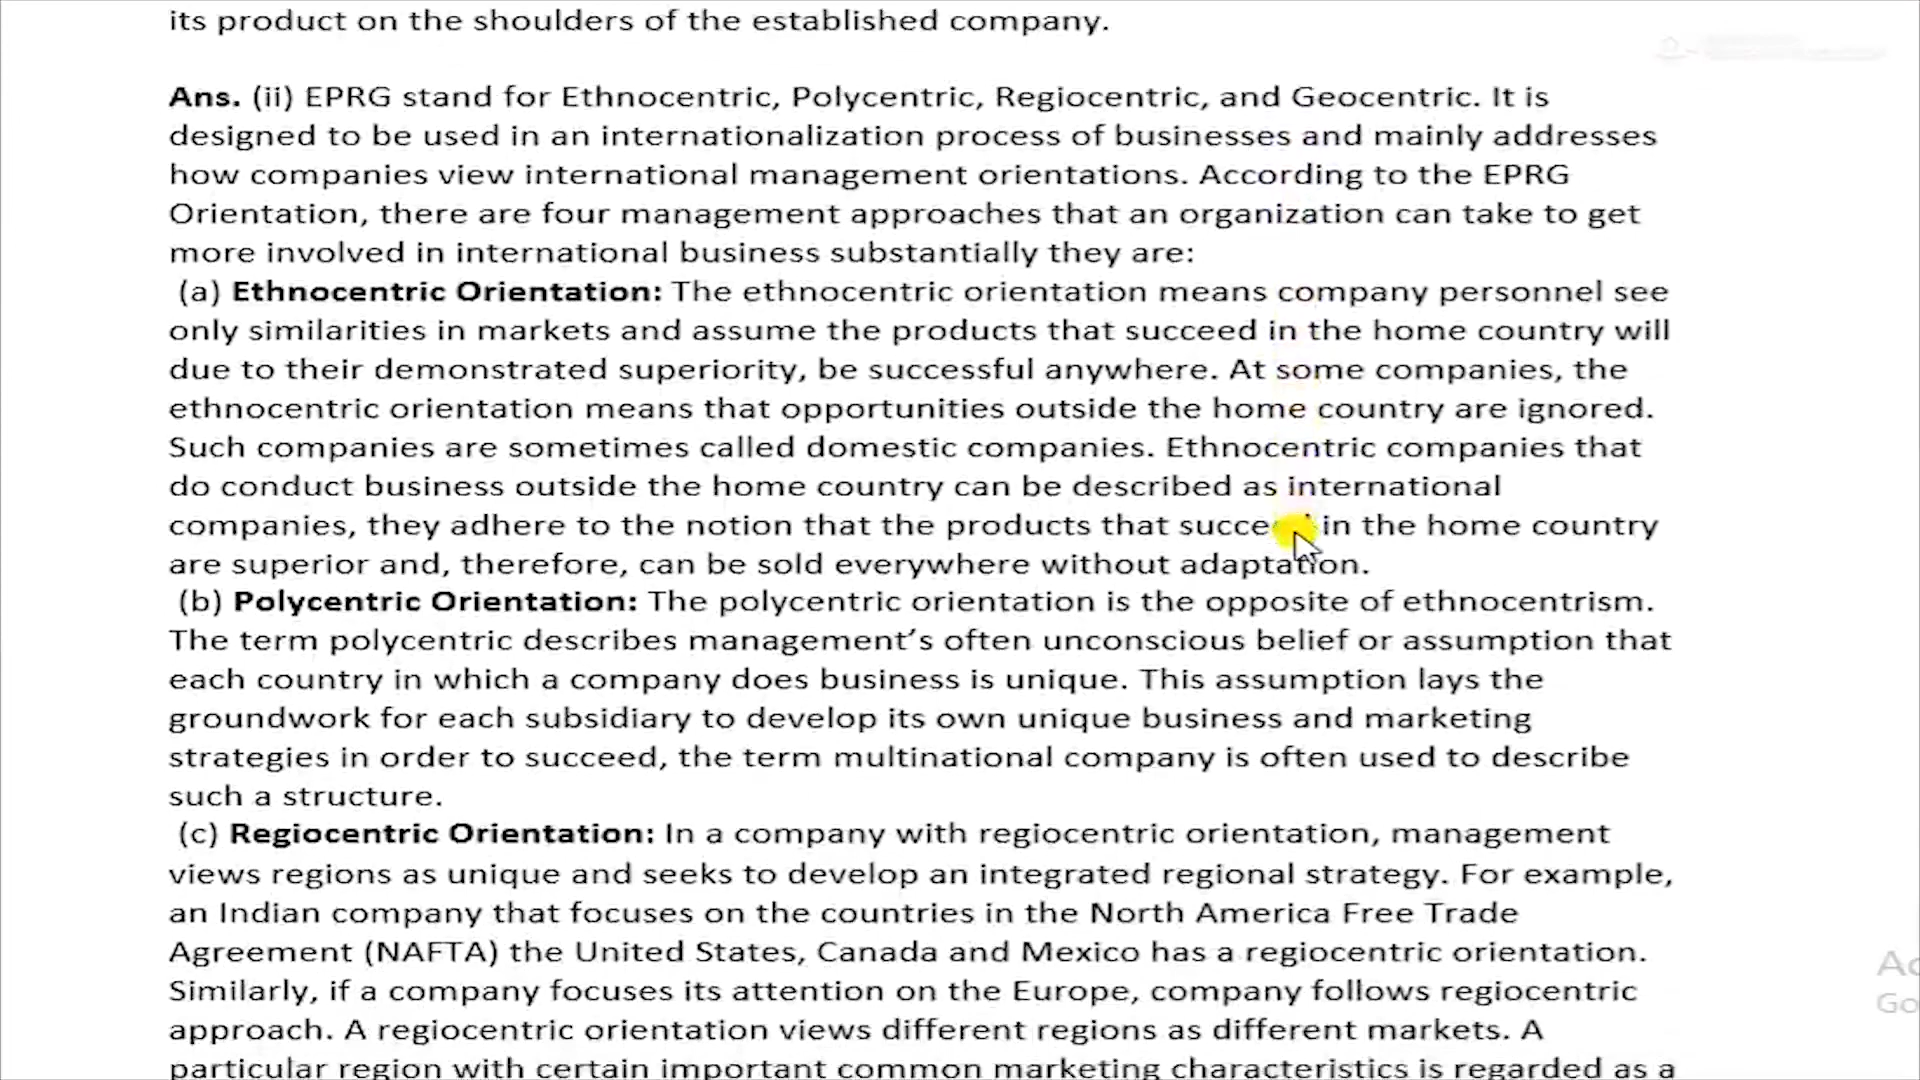 its product on the shoulders of the established company.
Ans. (ii) EPRG stand for Ethnocentric, Polycentric, Regiocentric, and Geocentric. It is
designed to be used in an internationalization process of businesses and mainly addresses
how companies view international management orientations. According to the EPRG
Orientation, there are four management approaches that an organization can take to get
more involved in international business substantially they are:
(a) Ethnocentric Orientation: The ethnocentric orientation means company personnel see
only similarities in markets and assume the products that succeed in the home country will
due to their demonstrated superiority, be successful anywhere. At some companies, the
ethnocentric orientation means that opportunities outside the home country are ignored.
Such companies are sometimes called domestic companies. Ethnocentric companies that
do conduct business outside the home country can be described as international
companies, they adhere to the notion that the products that succeed in the home country
are superior and, therefore, can be sold everywhere without adaptation.
(b) Polycentric Orientation: The polycentric orientation is the opposite of ethnocentrism.
The term polycentric describes management’s often unconscious belief or assumption that
each country in which a company does business is unique. This assumption lays the
groundwork for each subsidiary to develop its own unique business and marketing
strategies in order to succeed, the term multinational company is often used to describe
such a structure.
(c) Regiocentric Orientation: In a company with regiocentric orientation, management
views regions as unique and seeks to develop an integrated regional strategy. For example,
an Indian company that focuses on the countries in the North America Free Trade
Agreement (NAFTA) the United States, Canada and Mexico has a regiocentric orientation.
Similarly, if a company focuses its attention on the Europe, company follows regiocentric
approach. A regiocentric orientation views different regions as different markets. A
particular region with certain important common marketing characteristics is regarded as a